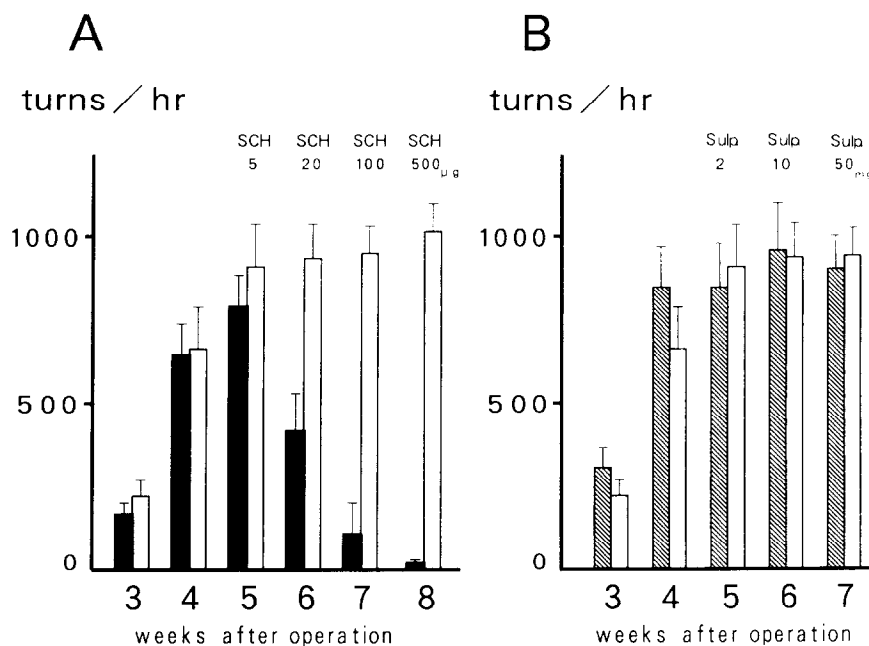 A
turns / hr
SCH SCH SCH SCH
5 20 100 500 μg
1000
500
0
3 4 5 6 7 8
weeks after operation
B
turns / hr
Sulp Sulp Sulp
2 10 50 mg
1000
500
0
3 4 5 6 7
weeks after operation